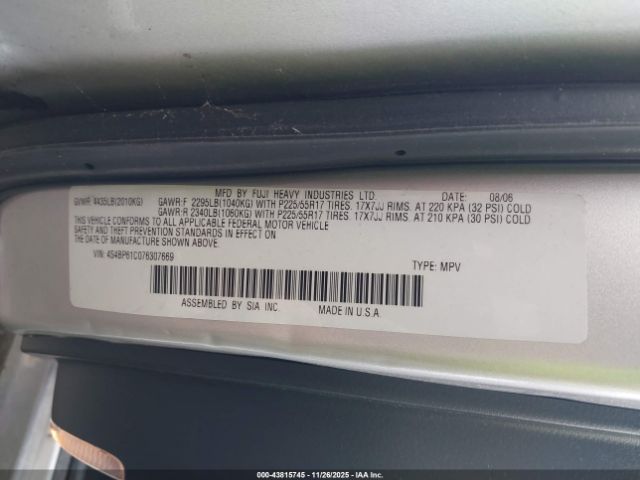 MFD BY FUJI HEAVY INDUSTRIES LTD. DATE: 08/06
GVWR: 4435LB(2010KG) GAWR:F 2295LB(1040KG) WITH P225/55R17 TIRES. 17X7JJ RIMS. AT 220 KPA (32 PSI) COLD
GAWR:R 2340LB(1060KG) WITH P225/55R17 TIRES. 17X7JJ RIMS. AT 210 KPA (30 PSI) COLD
THIS VEHICLE CONFORMS TO ALL APPLICABLE FEDERAL MOTOR VEHICLE
SAFETY AND THEFT PREVENTION STANDARDS IN EFFECT ON
THE DATE OF MANUFACTURE SHOWN ABOVE.
VIN: 4S4BP61C076307669 TYPE: MPV
ASSEMBLED BY SIA INC. MADE IN U.S.A.
000-43815745 - 11/26/2025 - IAA Inc.